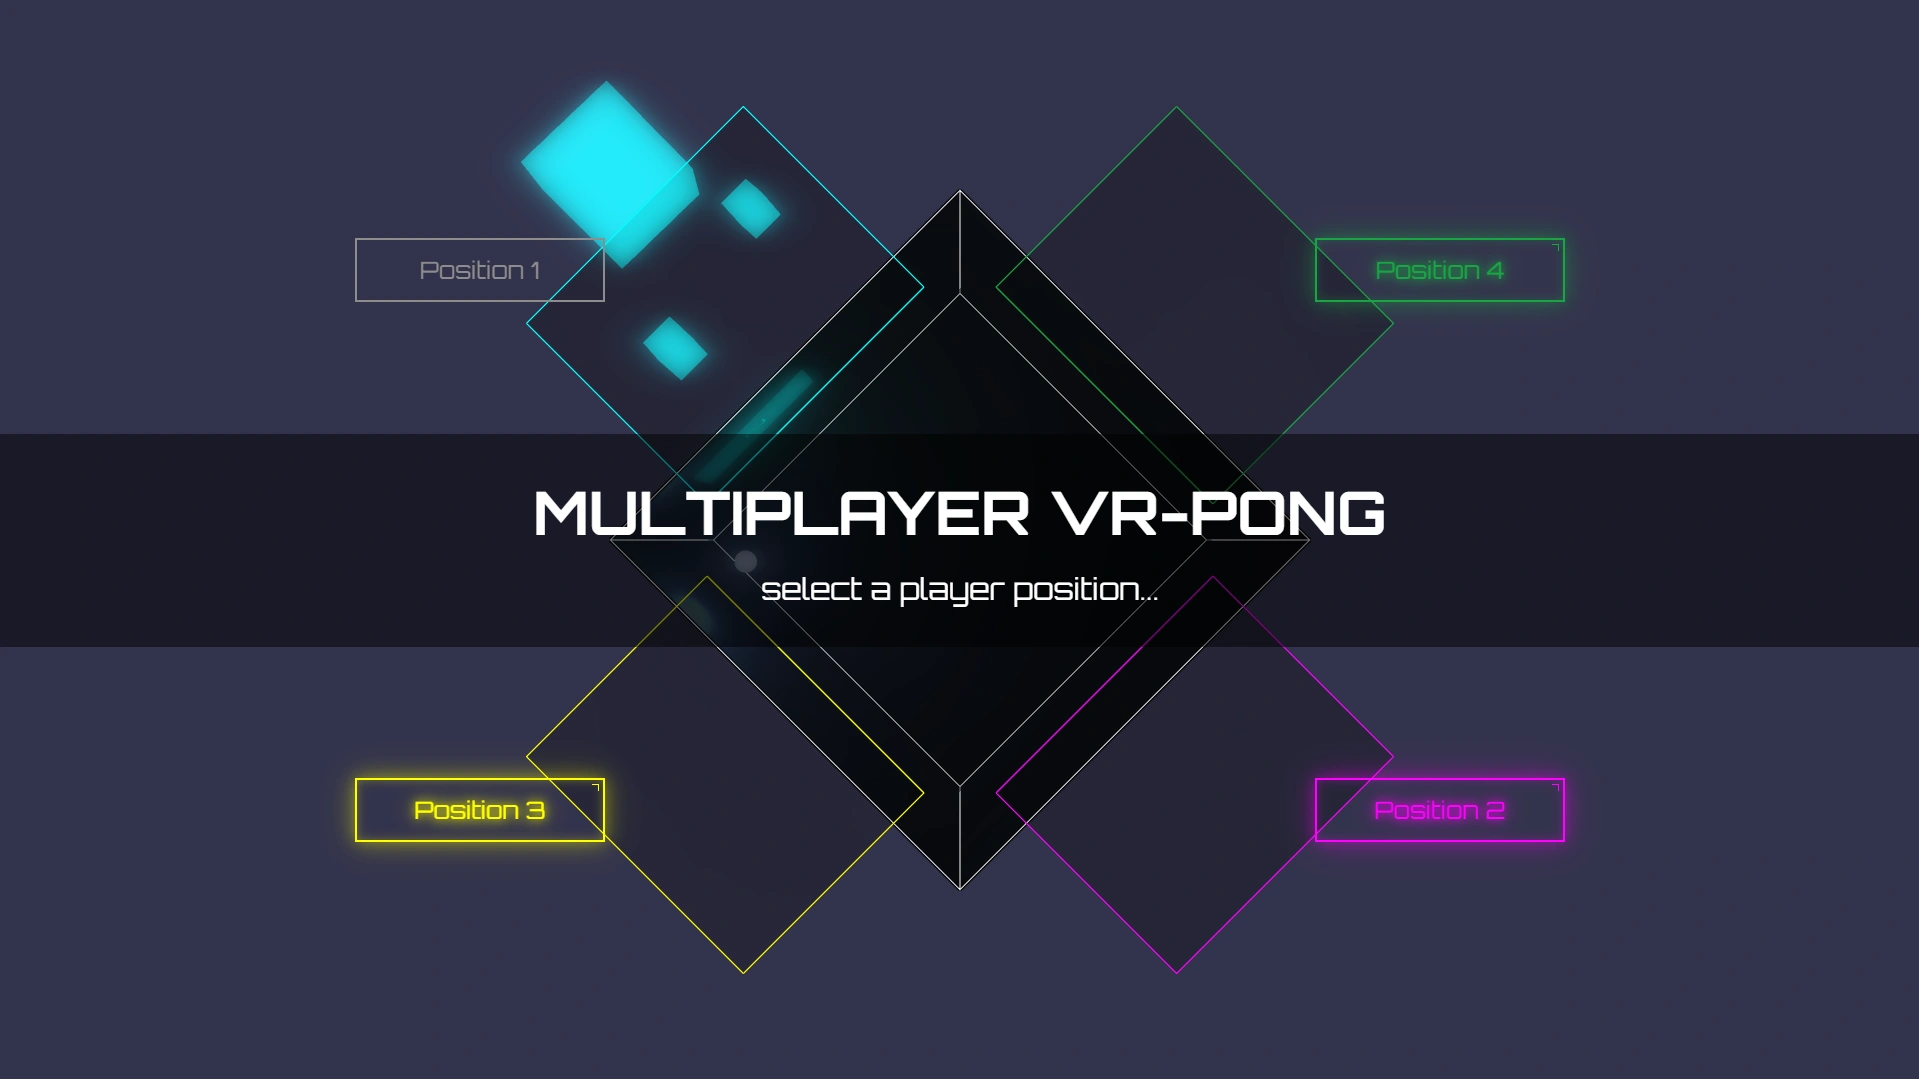 Position 1
Position 4
MULTIPLAYER VR-PONG
select a player position...
Position 3
Position 2